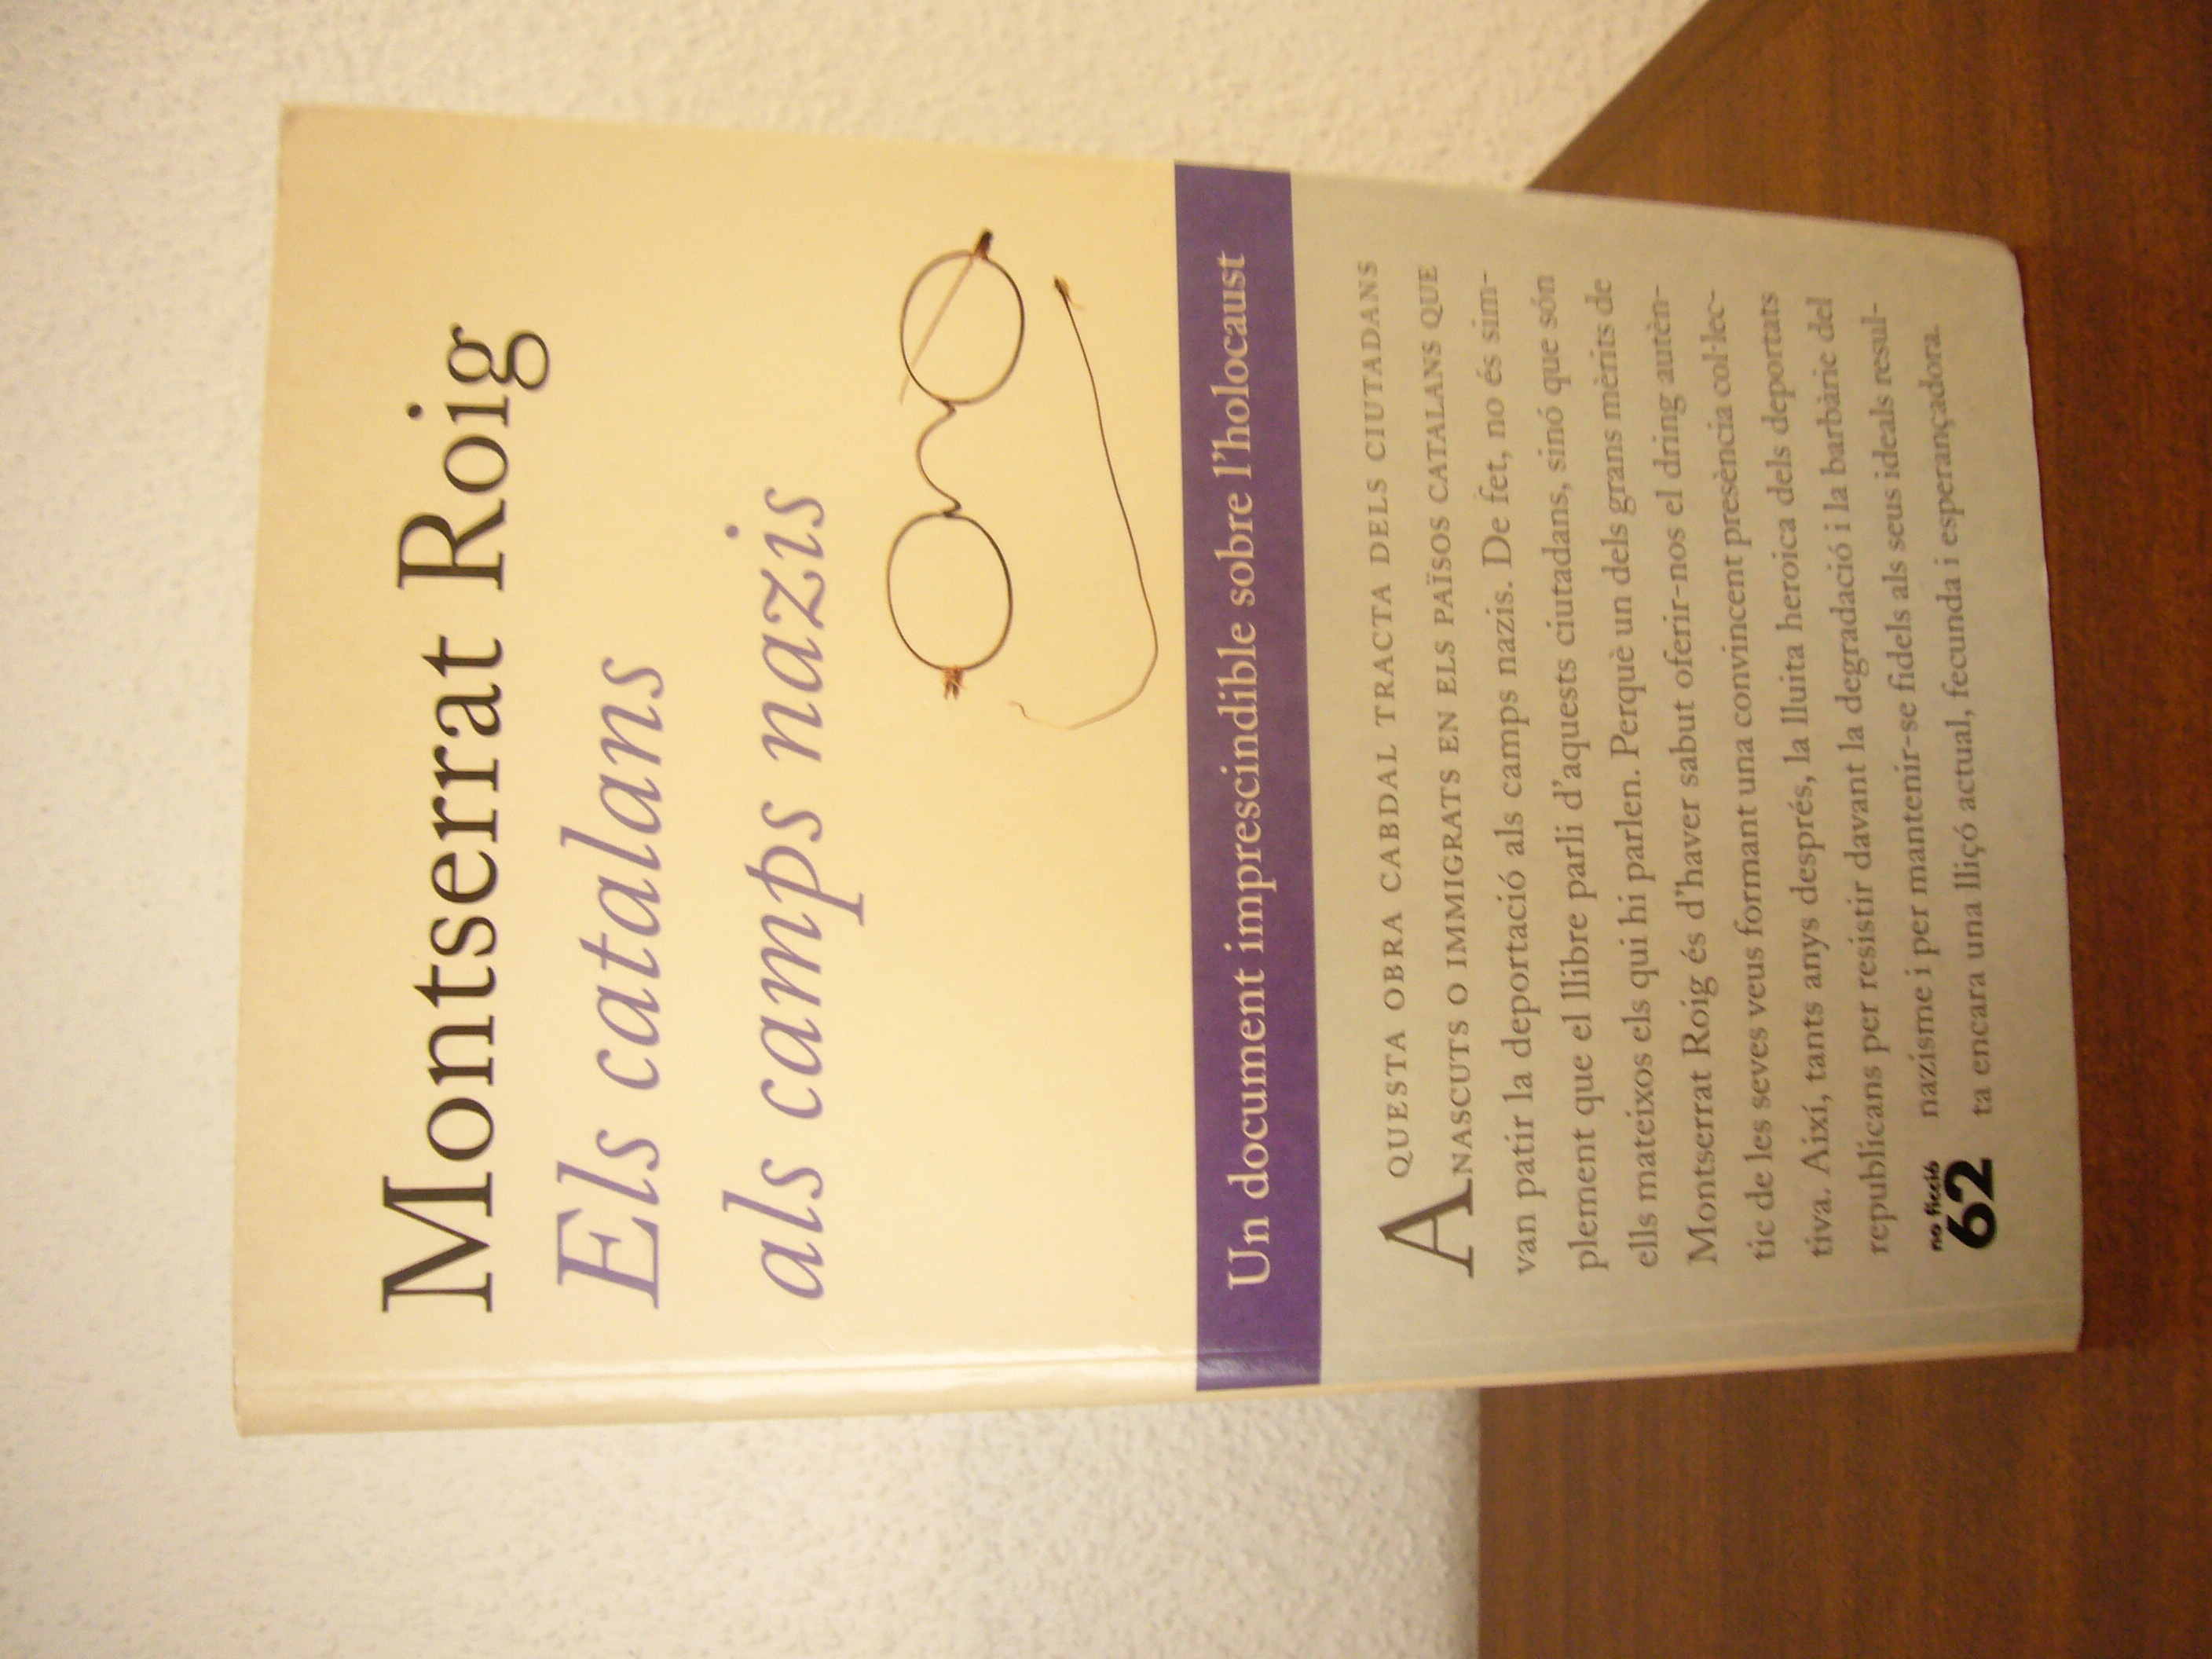 Montserrat Roig
Els catalans
als camps nazis
Un document imprescindible sobre l'holocaust
AQUESTA OBRA CABDAL TRACTA DELS CIUTADANS
NASCUTS O IMMIGRATS EN ELS PAÏSOS CATALANS QUE
van patir la deportació als camps nazis. De fet, no és sim-
plement que el llibre parli d'aquests ciutadans, sinó que són
ells mateixos els qui hi parlen. Perquè un dels grans mèrits de
Montserrat Roig és d'haver sabut oferir-nos el dring autèn-
tic de les seves veus formant una convincent presència col·lec-
tiva. Així, tants anys després, la lluita heroica dels deportats
republicans per resistir davant la degradació i la barbàrie del
nazisme i per mantenir-se fidels als seus ideals resul-
ta encara una lliçó actual, fecunda i esperançadora.
no ficció
62